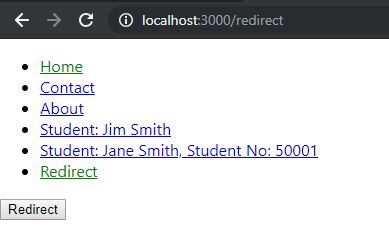 localhost:3000/redirect
Home
Contact
About
Student: Jim Smith
Student: Jane Smith, Student No: 50001
Redirect
Redirect